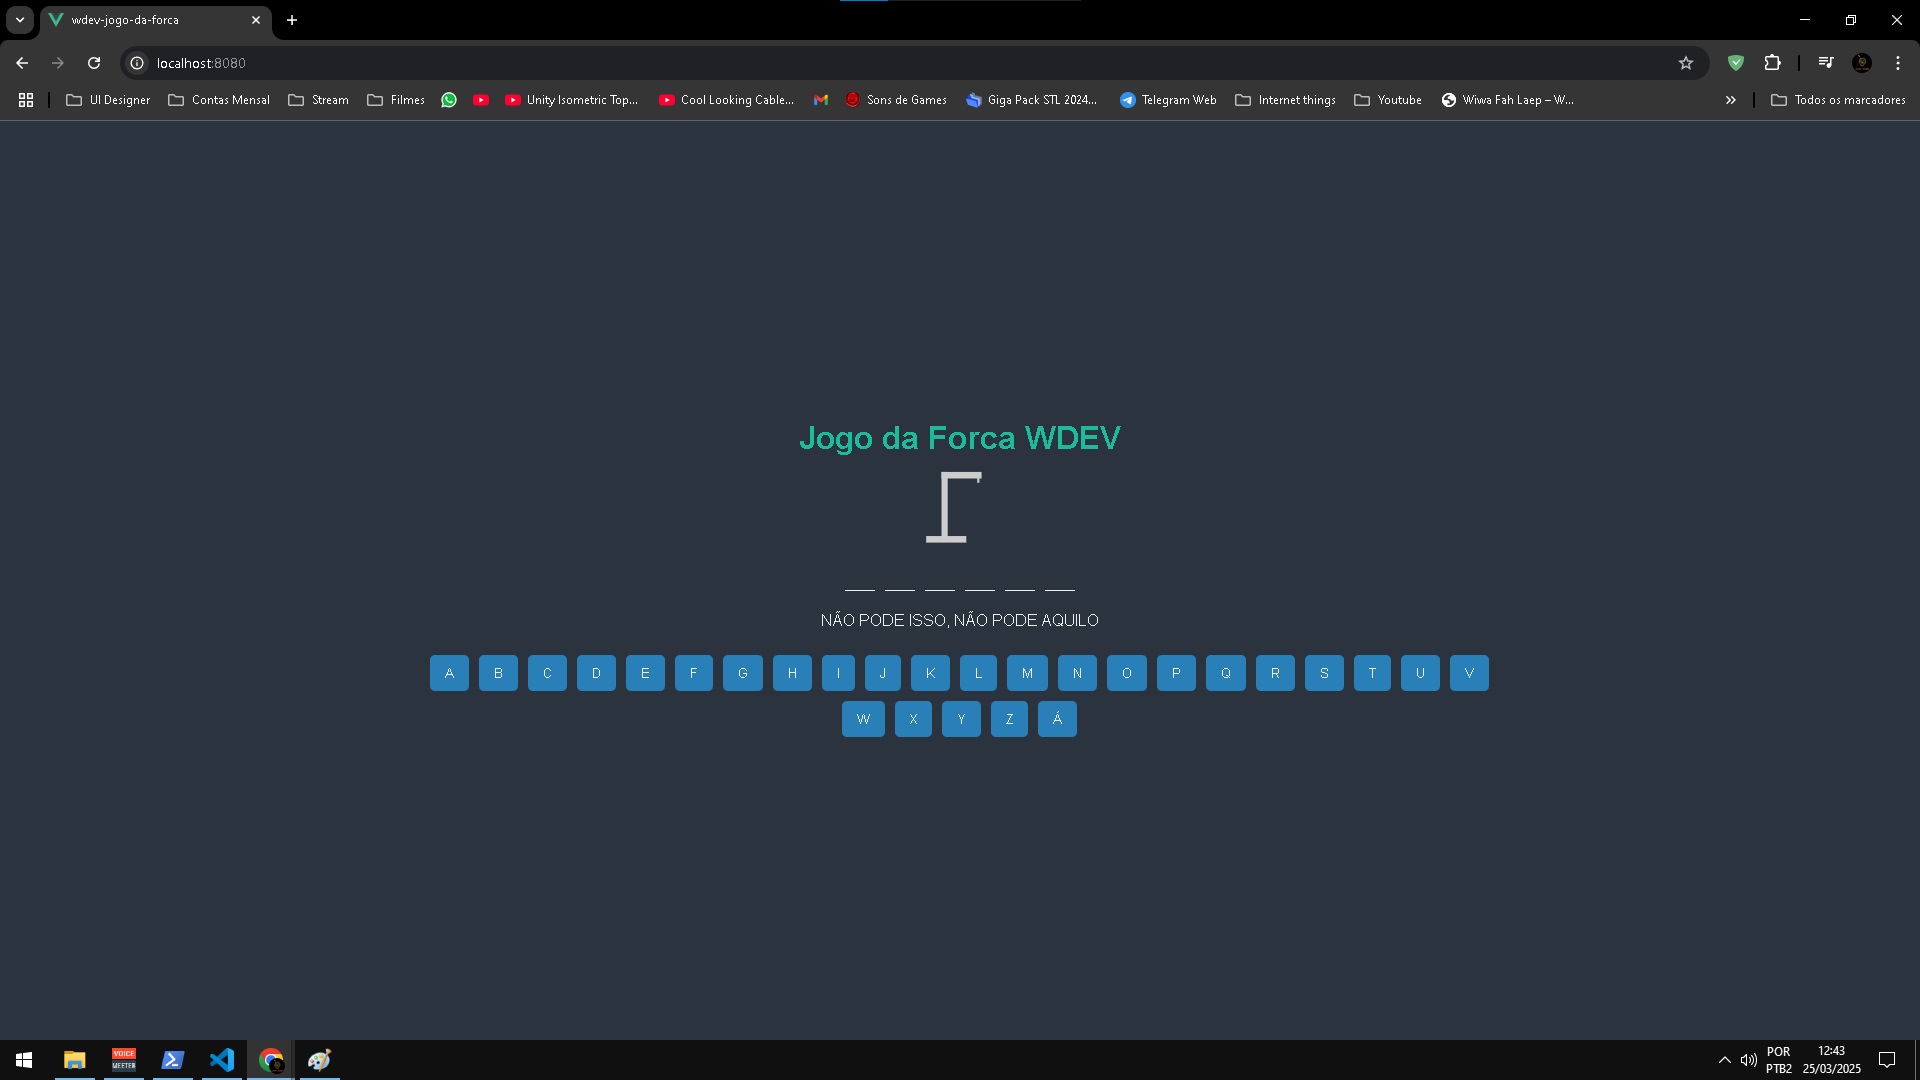 wdev-jogo-da-forca
localhost:8080
UI Designer
Contas Mensal
Stream
Filmes
Unity Isometric Top...
Cool Looking Cable...
Sons de Games
Giga Pack STL 2024...
Telegram Web
Internet things
Youtube
Wiwa Fah Laep – W...
Todos os marcadores
Jogo da Forca WDEV
NÃO PODE ISSO, NÃO PODE AQUILO
A B C D E F G H I J K L M N O P Q R S T U V
W X Y Z Á
VOICE
MEETER
POR
PTB2
12:43
25/03/2025